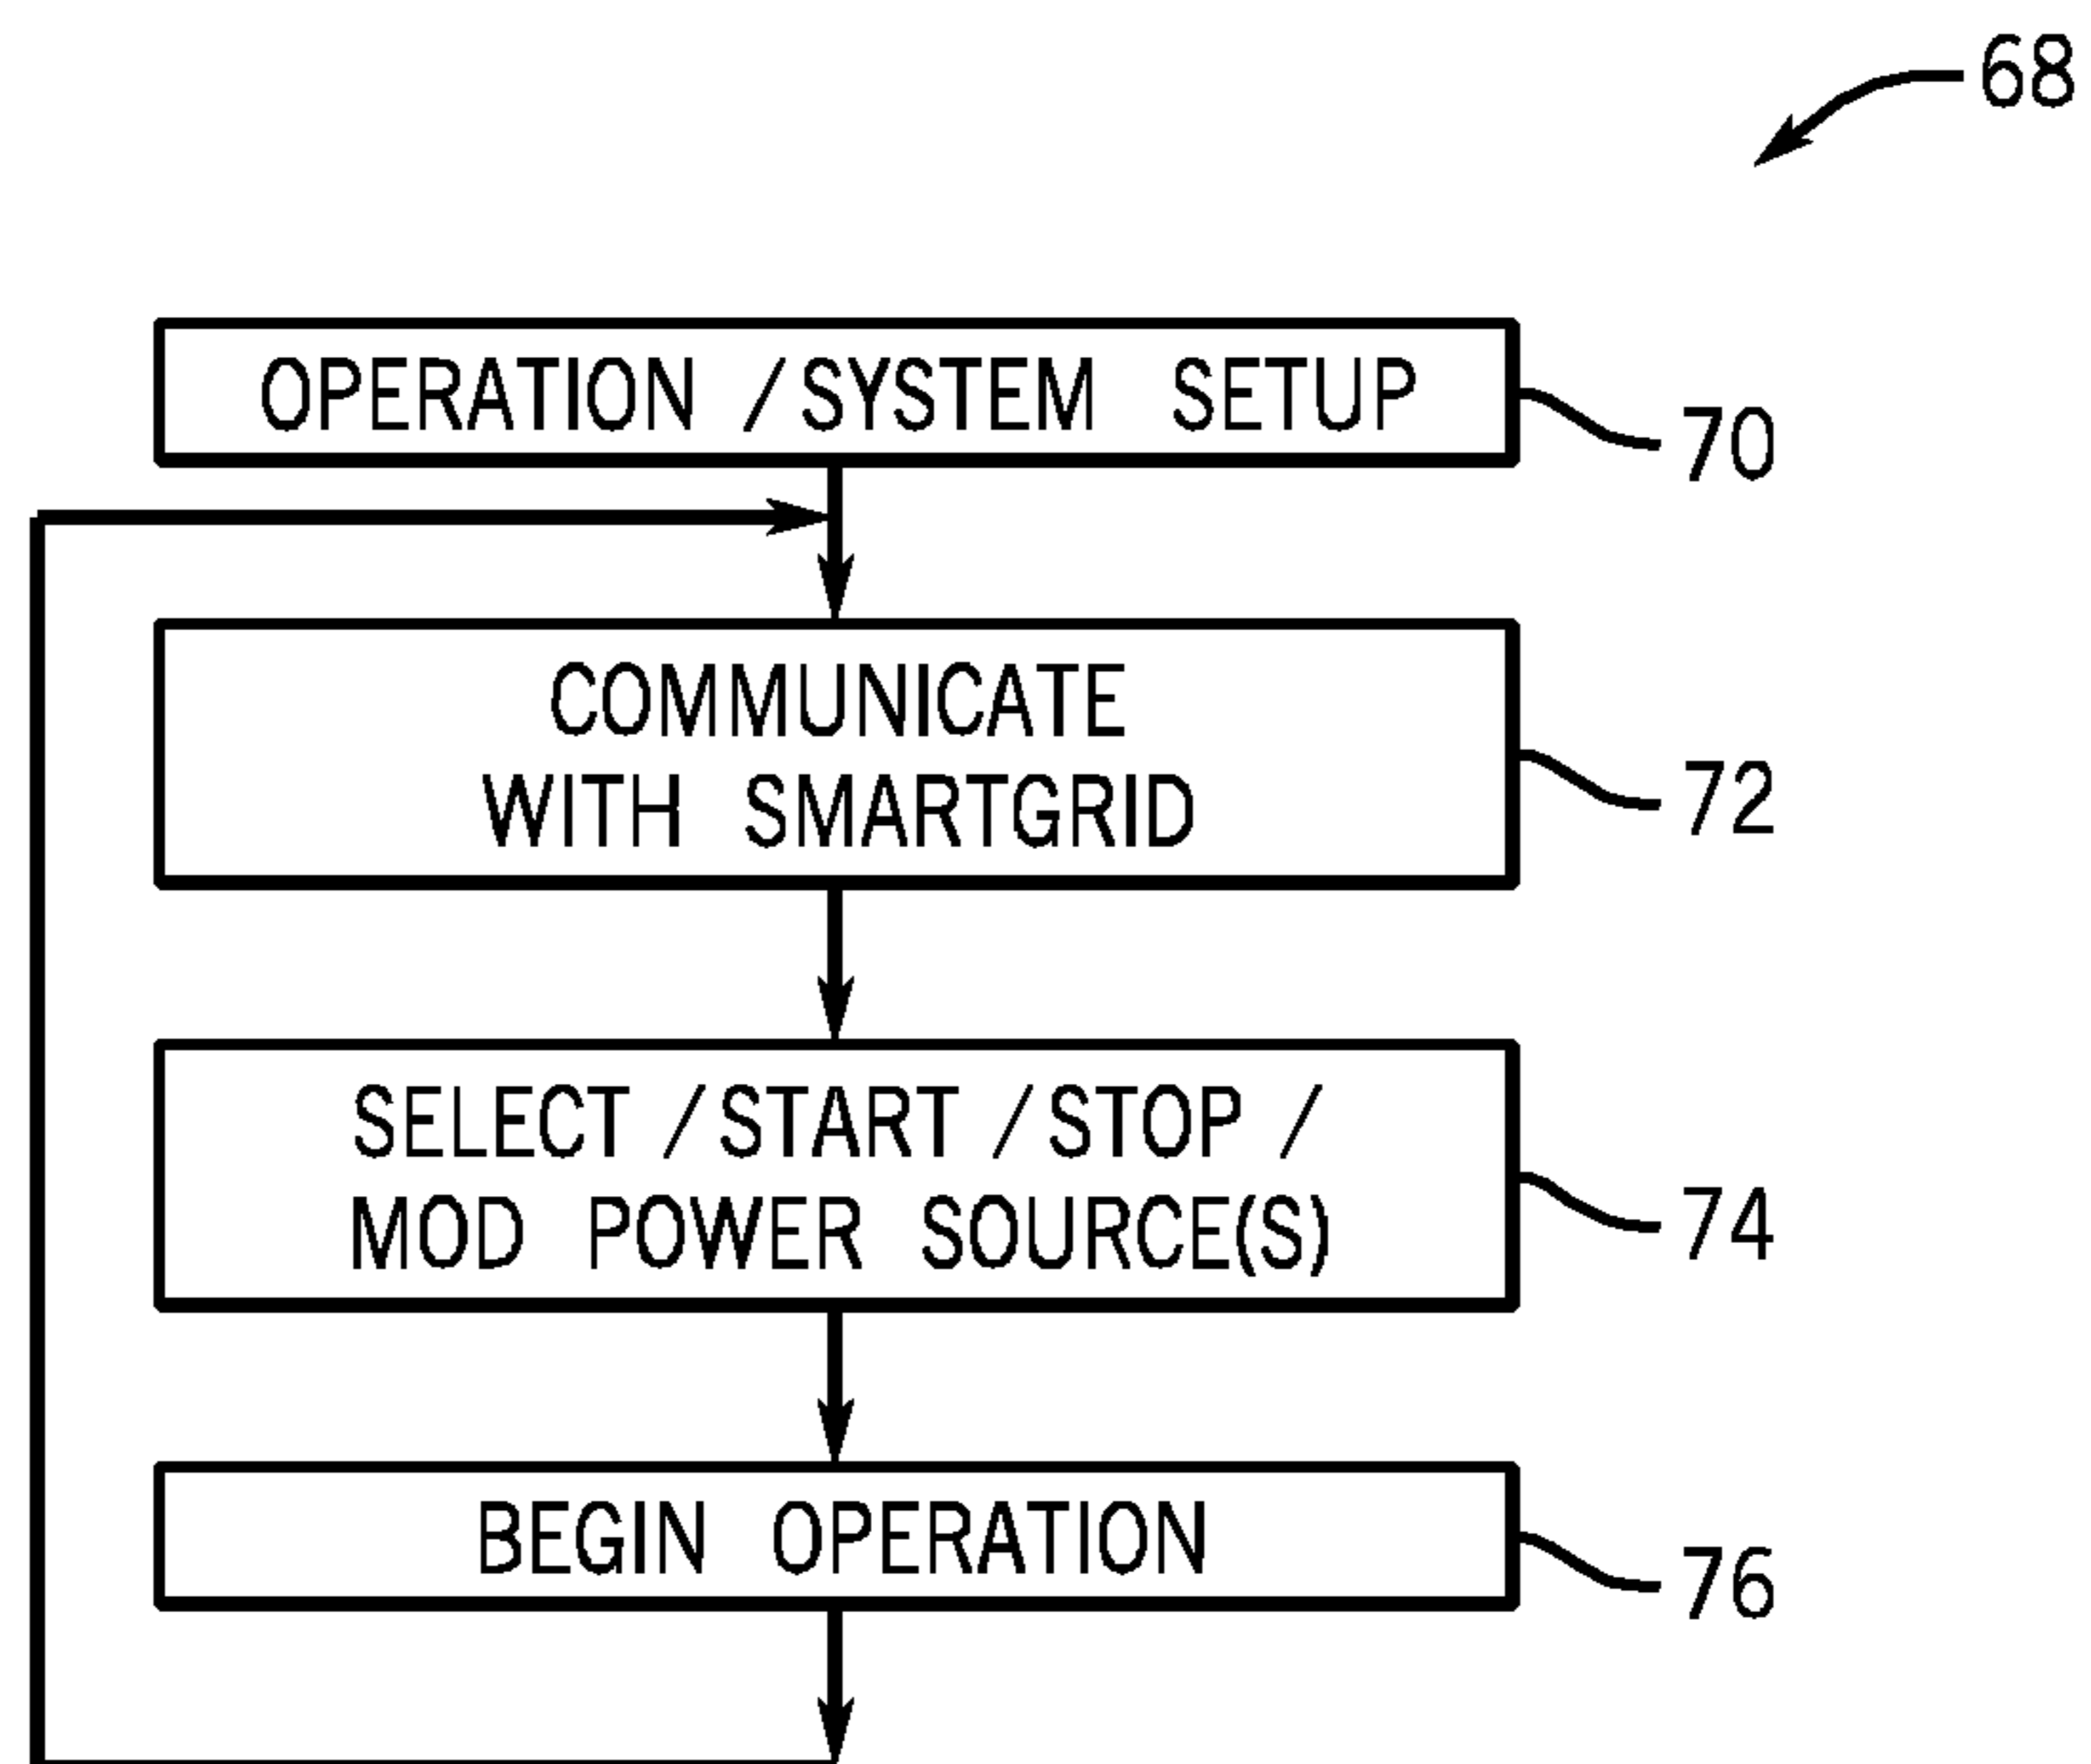 68
OPERATION /SYSTEM SETUP
70
COMMUNICATE
WITH SMARTGRID
72
SELECT /START /STOP /
MOD POWER SOURCE(S)
74
BEGIN OPERATION
76